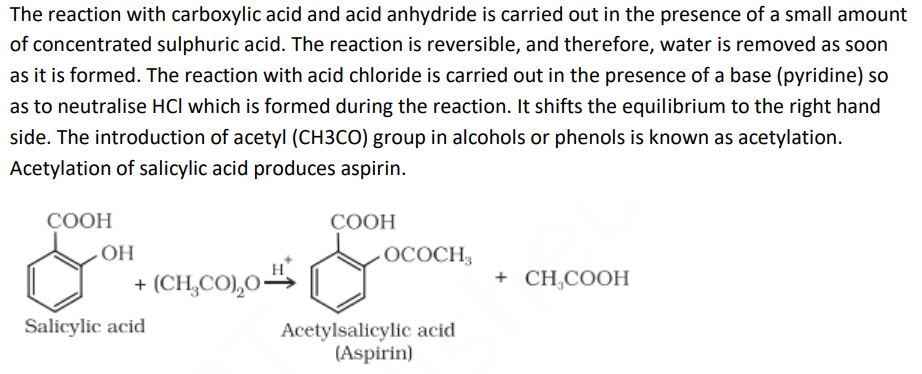 The reaction with carboxylic acid and acid anhydride is carried out in the presence of a small amount
of concentrated sulphuric acid. The reaction is reversible, and therefore, water is removed as soon
as it is formed. The reaction with acid chloride is carried out in the presence of a base (pyridine) so
as to neutralise HCl which is formed during the reaction. It shifts the equilibrium to the right hand
side. The introduction of acetyl (CH3CO) group in alcohols or phenols is known as acetylation.
Acetylation of salicylic acid produces aspirin.
COOH COOH
OH OCOCH₃
+ (CH₃CO)₂O H⁺→ + CH₃COOH
Salicylic acid Acetylsalicylic acid
(Aspirin)